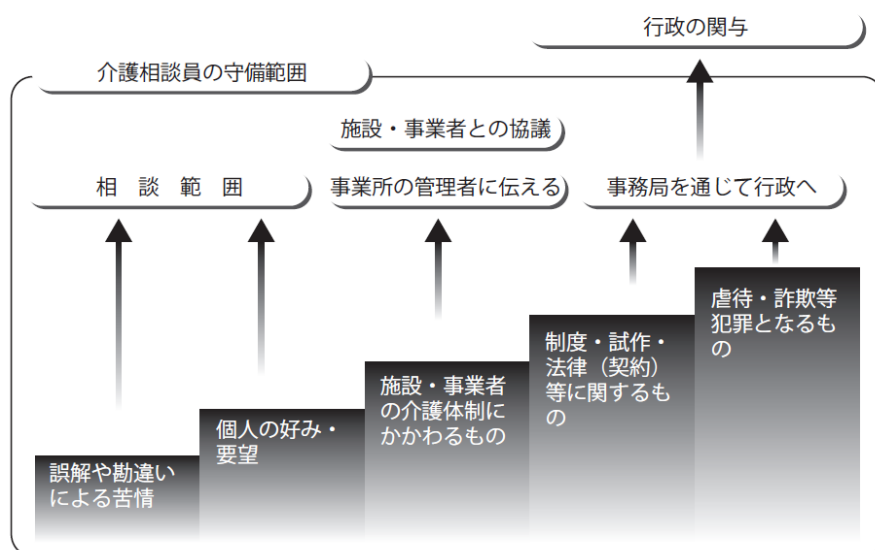 行政の関与
介護相談員の守備範囲
施設・事業者との協議
相　談　範　囲
事業所の管理者に伝える
事務局を通じて行政へ
誤解や勘違い
による苦情
個人の好み・
要望
施設・事業者
の介護体制に
かかわるもの
制度・試作・
法律（契約）
等に関するも
の
虐待・詐欺等
犯罪となるも
の